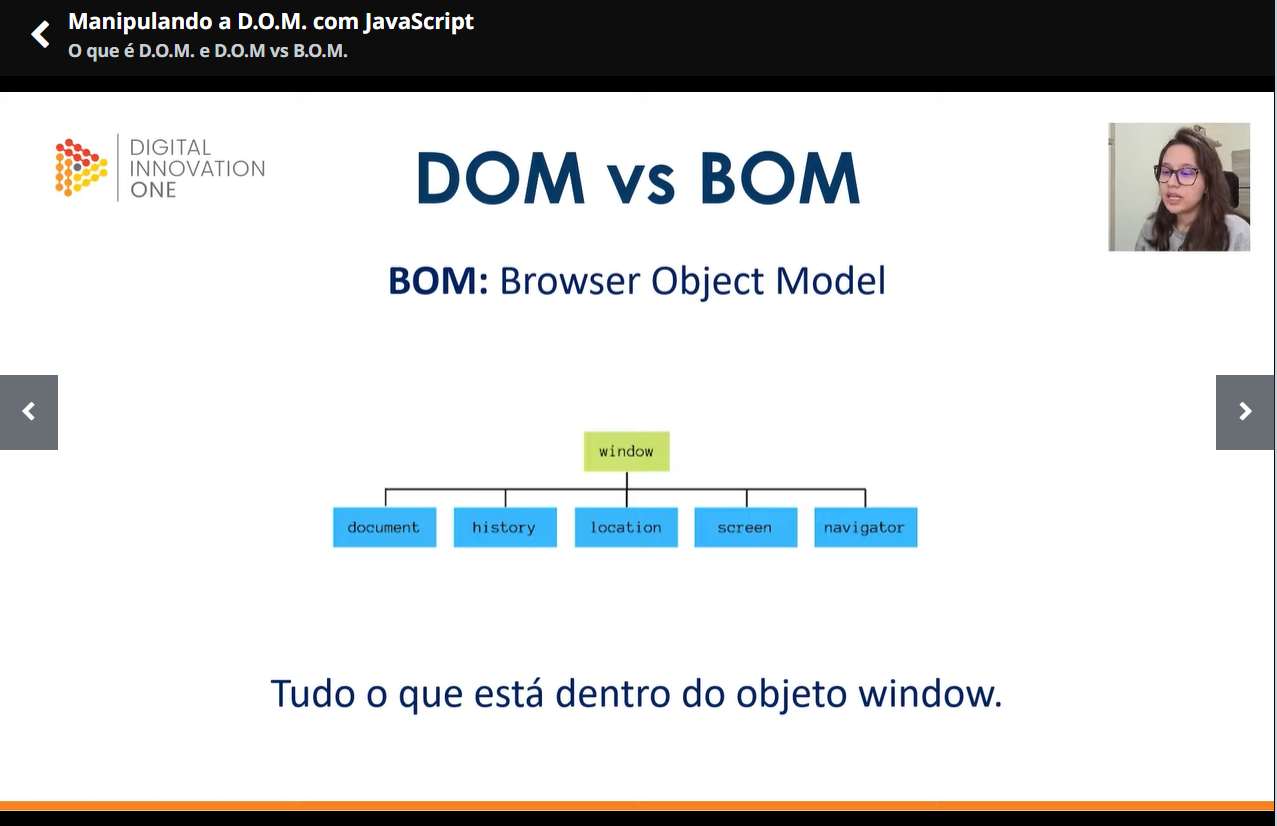 Manipulando a D.O.M. com JavaScript
O que é D.O.M. e D.O.M vs B.O.M.
DIGITAL
INNOVATION
ONE
DOM vs BOM
BOM: Browser Object Model
window
document history location screen navigator
Tudo o que está dentro do objeto window.